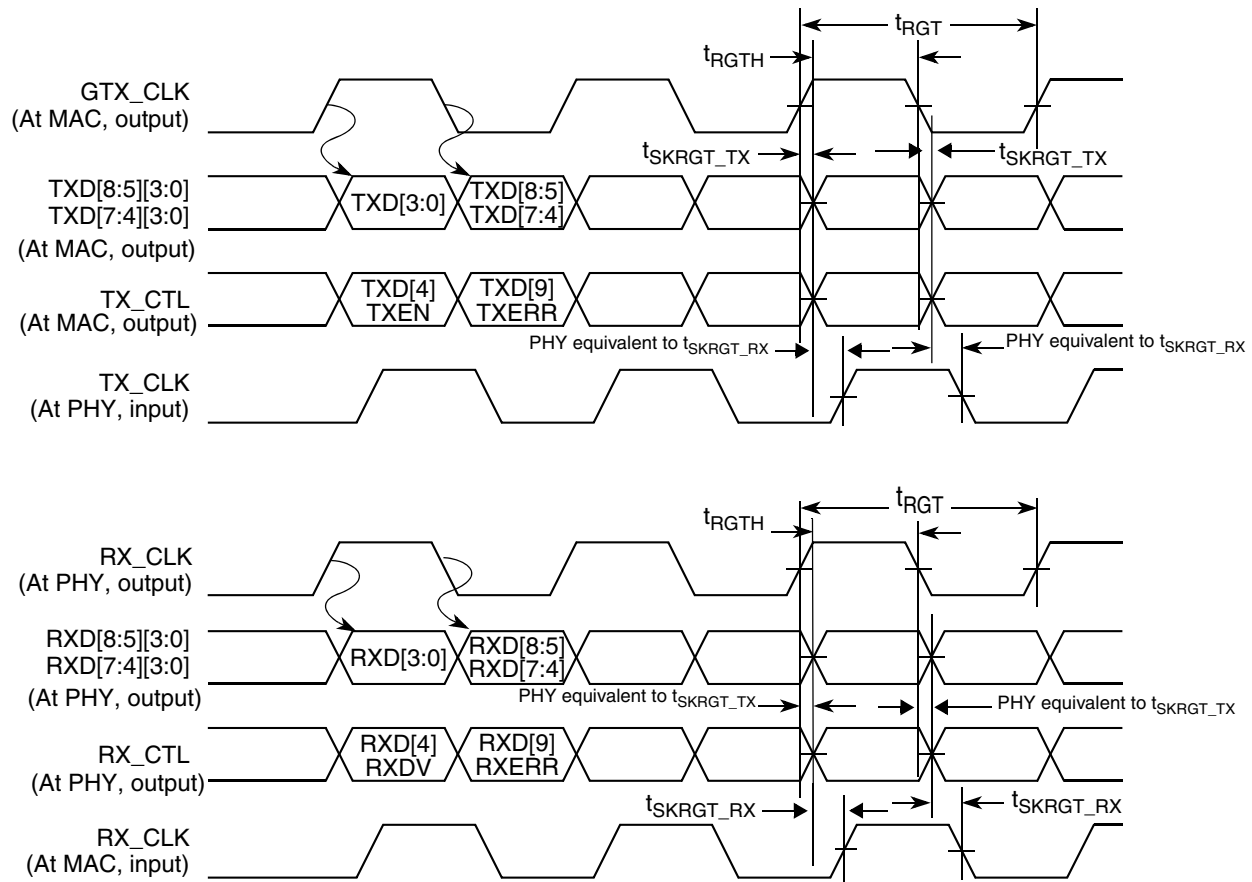 tRGT
tRGTH
GTX_CLK
(At MAC, output)
tSKRGT_TX
tSKRGT_TX
TXD[8:5][3:0]
TXD[7:4][3:0]
(At MAC, output)
TXD[3:0]
TXD[8:5]
TXD[7:4]
TX_CTL
(At MAC, output)
TXD[4]
TXEN
TXD[9]
TXERR
PHY equivalent to tSKRGT_RX
PHY equivalent to tSKRGT_RX
TX_CLK
(At PHY, input)
tRGT
tRGTH
RX_CLK
(At PHY, output)
RXD[8:5][3:0]
RXD[7:4][3:0]
(At PHY, output)
RXD[3:0]
RXD[8:5]
RXD[7:4]
PHY equivalent to tSKRGT_TX
PHY equivalent to tSKRGT_TX
RX_CTL
(At PHY, output)
RXD[4]
RXDV
RXD[9]
RXERR
tSKRGT_RX
tSKRGT_RX
RX_CLK
(At MAC, input)